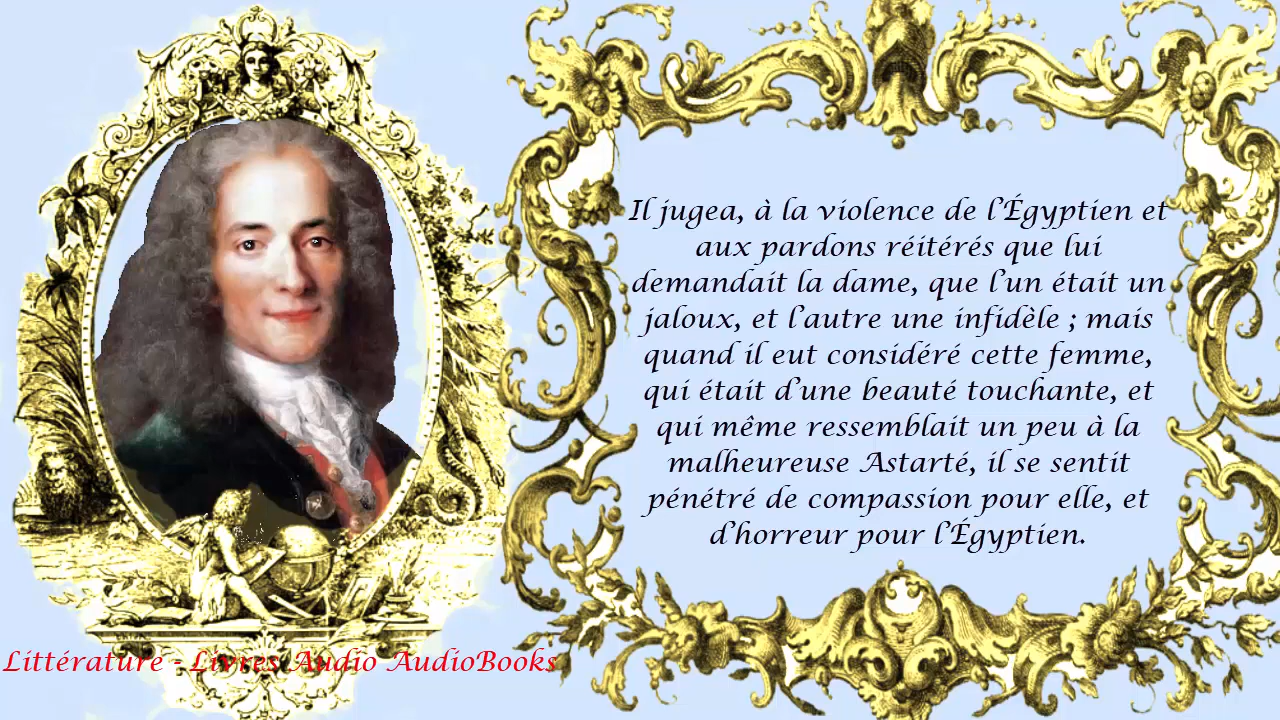 Il jugea, à la violence de l'Égyptien et
aux pardons réitérés que lui
demandait la dame, que l'un était un
jaloux, et l'autre une infidèle ; mais
quand il eut considéré cette femme,
qui était d'une beauté touchante, et
qui même ressemblait un peu à la
malheureuse Astarté, il se sentit
pénétré de compassion pour elle, et
d'horreur pour l'Égyptien.
Littérature - Livres Audio AudioBooks